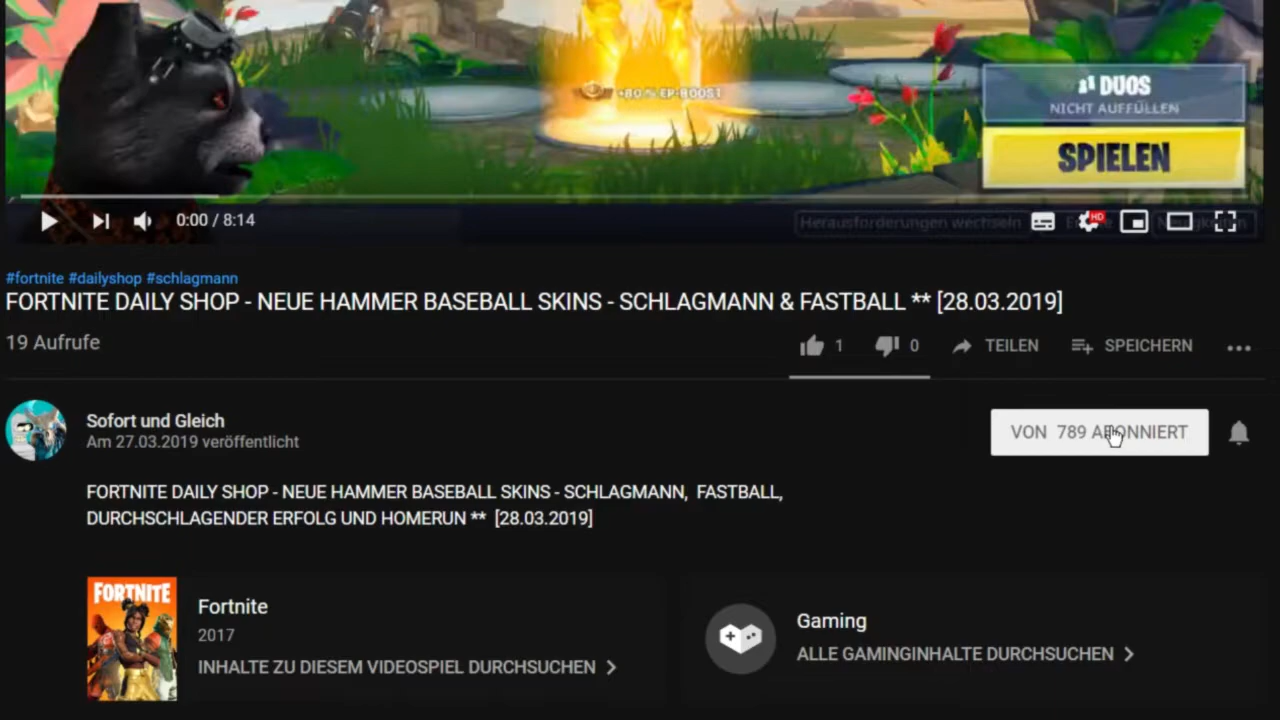 +80 % EP-BOOST
DUOS
NICHT AUFFÜLLEN
SPIELEN
0:00 / 8:14
Herausforderungen wechseln
HD
#fortnite #dailyshop #schlagmann
FORTNITE DAILY SHOP - NEUE HAMMER BASEBALL SKINS - SCHLAGMANN & FASTBALL ** [28.03.2019]
19 Aufrufe
1
0
TEILEN
SPEICHERN
Sofort und Gleich
Am 27.03.2019 veröffentlicht
VON 789 ABONNIERT
FORTNITE DAILY SHOP - NEUE HAMMER BASEBALL SKINS - SCHLAGMANN, FASTBALL,
DURCHSCHLAGENDER ERFOLG UND HOMERUN ** [28.03.2019]
FORTNITE
Fortnite
2017
INHALTE ZU DIESEM VIDEOSPIEL DURCHSUCHEN
Gaming
ALLE GAMINGINHALTE DURCHSUCHEN